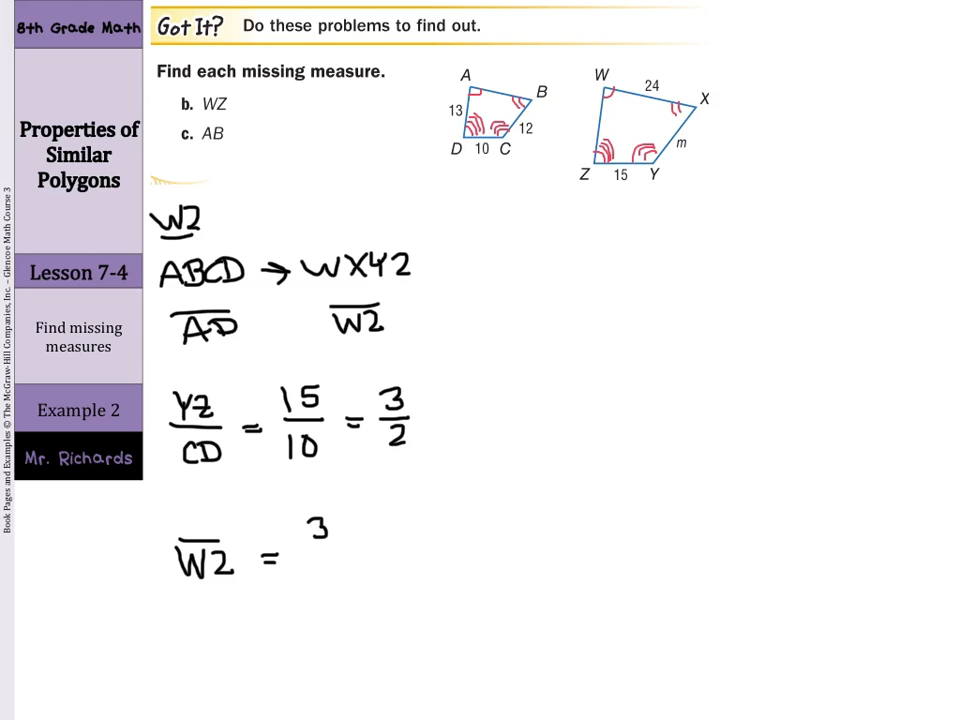 8th Grade Math
Got It? Do these problems to find out.
Properties of
Similar
Polygons
Lesson 7-4
Find missing
measures
Example 2
Mr. Richards
Book Pages and Examples © The McGraw-Hill Companies, Inc. – Glencoe Math Course 3
Find each missing measure.
b. WZ
c. AB
A
B
13
12
D 10 C
W
24
X
m
Z 15 Y
WZ
ABCD → WXYZ
AD WZ
YZ/CD = 15/10 = 3/2
WZ = 3